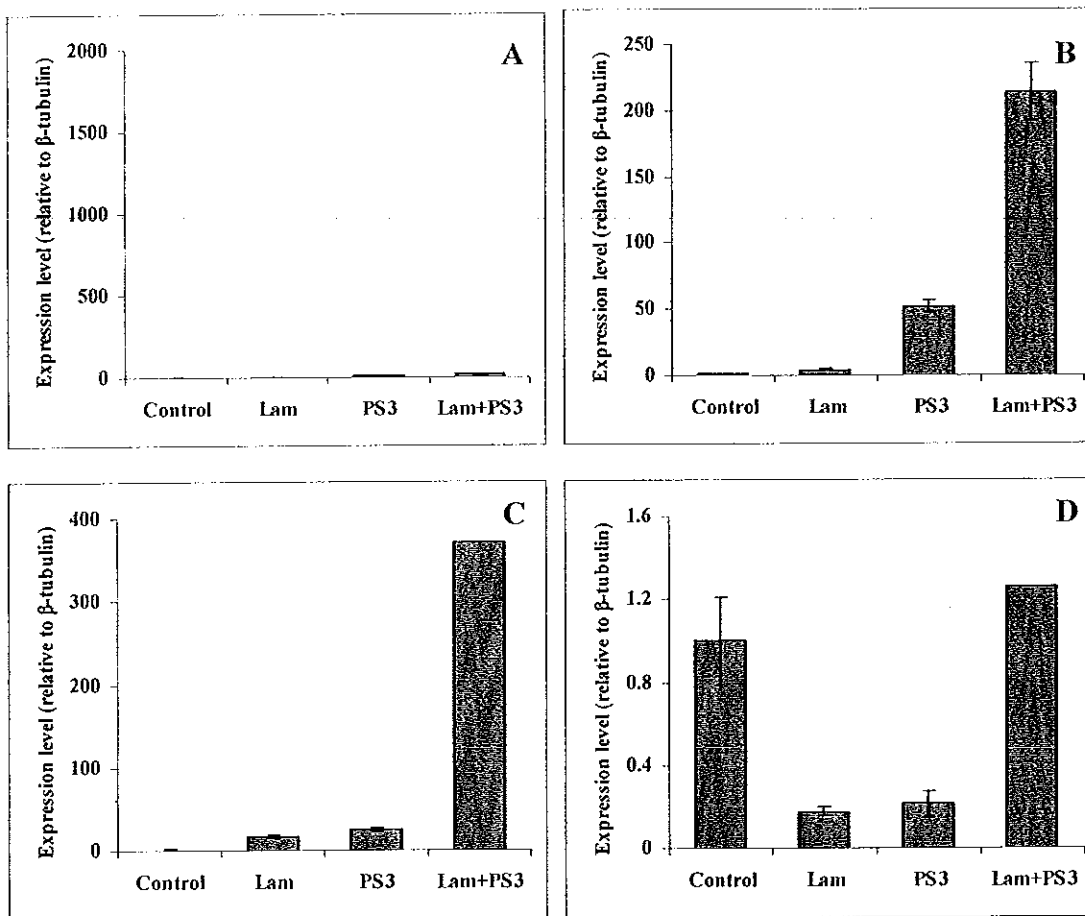 A
Expression level (relative to β-tubulin)
2000
1500
1000
500
0
Control Lam PS3 Lam+PS3
B
Expression level (relative to β-tubulin)
250
200
150
100
50
0
Control Lam PS3 Lam+PS3
C
Expression level (relative to β-tubulin)
400
300
200
100
0
Control Lam PS3 Lam+PS3
D
Expression level (relative to β-tubulin)
1.6
1.2
0.8
0.4
0
Control Lam PS3 Lam+PS3